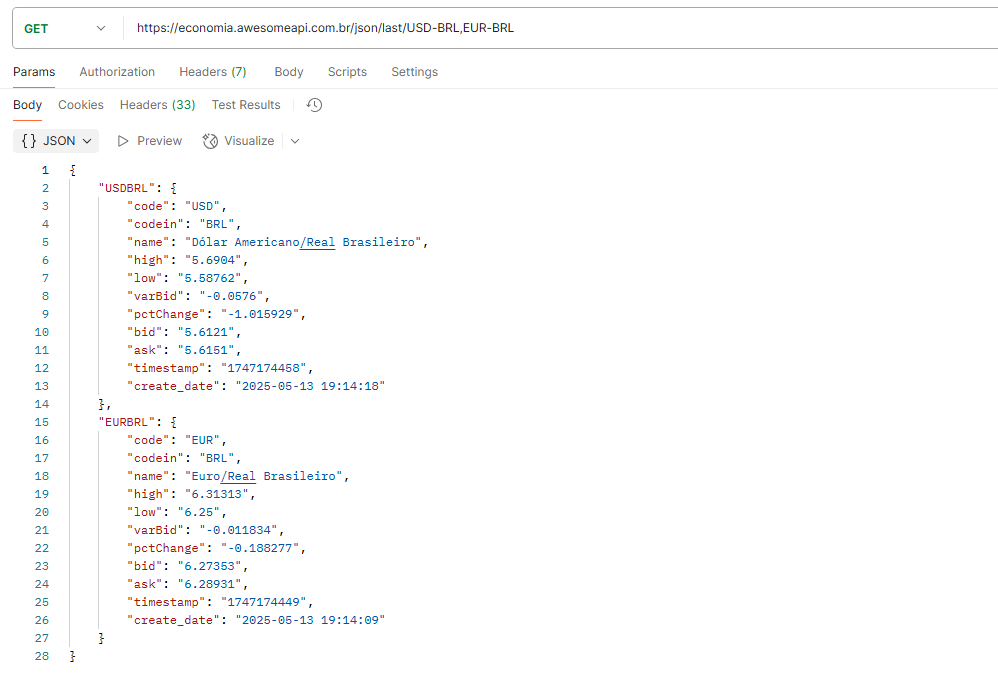 GET https://economia.awesomeapi.com.br/json/last/USD-BRL,EUR-BRL
Params Authorization Headers (7) Body Scripts Settings
Body Cookies Headers (33) Test Results
{} JSON Preview Visualize
1 {
2 "USDBRL": {
3 "code": "USD",
4 "codein": "BRL",
5 "name": "Dólar Americano/Real Brasileiro",
6 "high": "5.6904",
7 "low": "5.58762",
8 "varBid": "-0.0576",
9 "pctChange": "-1.015929",
10 "bid": "5.6121",
11 "ask": "5.6151",
12 "timestamp": "1747174458",
13 "create_date": "2025-05-13 19:14:18"
14 },
15 "EURBRL": {
16 "code": "EUR",
17 "codein": "BRL",
18 "name": "Euro/Real Brasileiro",
19 "high": "6.31313",
20 "low": "6.25",
21 "varBid": "-0.011834",
22 "pctChange": "-0.188277",
23 "bid": "6.27353",
24 "ask": "6.28931",
25 "timestamp": "1747174449",
26 "create_date": "2025-05-13 19:14:09"
27 }
28 }